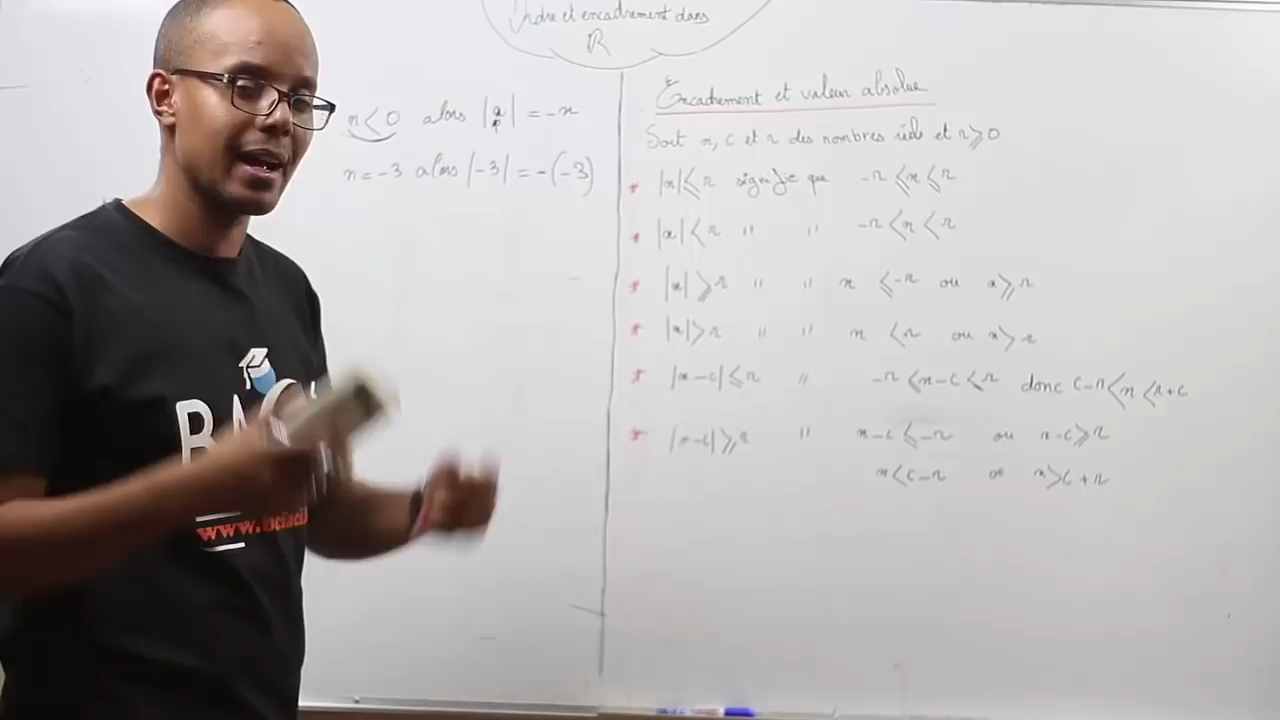 Ordre et encadrement dans
ℝ
x < 0 alors |x| = -x
x = -3 alors |-3| = -(-3)
Encadrement et valeur absolue
Soit x, c et r des nombres réels et r ⩾ 0
* |x| ⩽ r signifie que -r ⩽ x ⩽ r
* |x| < r " " -r < x < r
* |x| ⩾ r " " x ⩽ -r ou x ⩾ r
* |x| > r " " x < r ou x > r
* |x-c| ⩽ r " -r ⩽ x-c ⩽ r donc c-r ⩽ x ⩽ r+c
* |x-c| ⩾ r " x-c ⩽ -r ou x-c ⩾ r
x < c-r ou x > c+r
BAC
www.